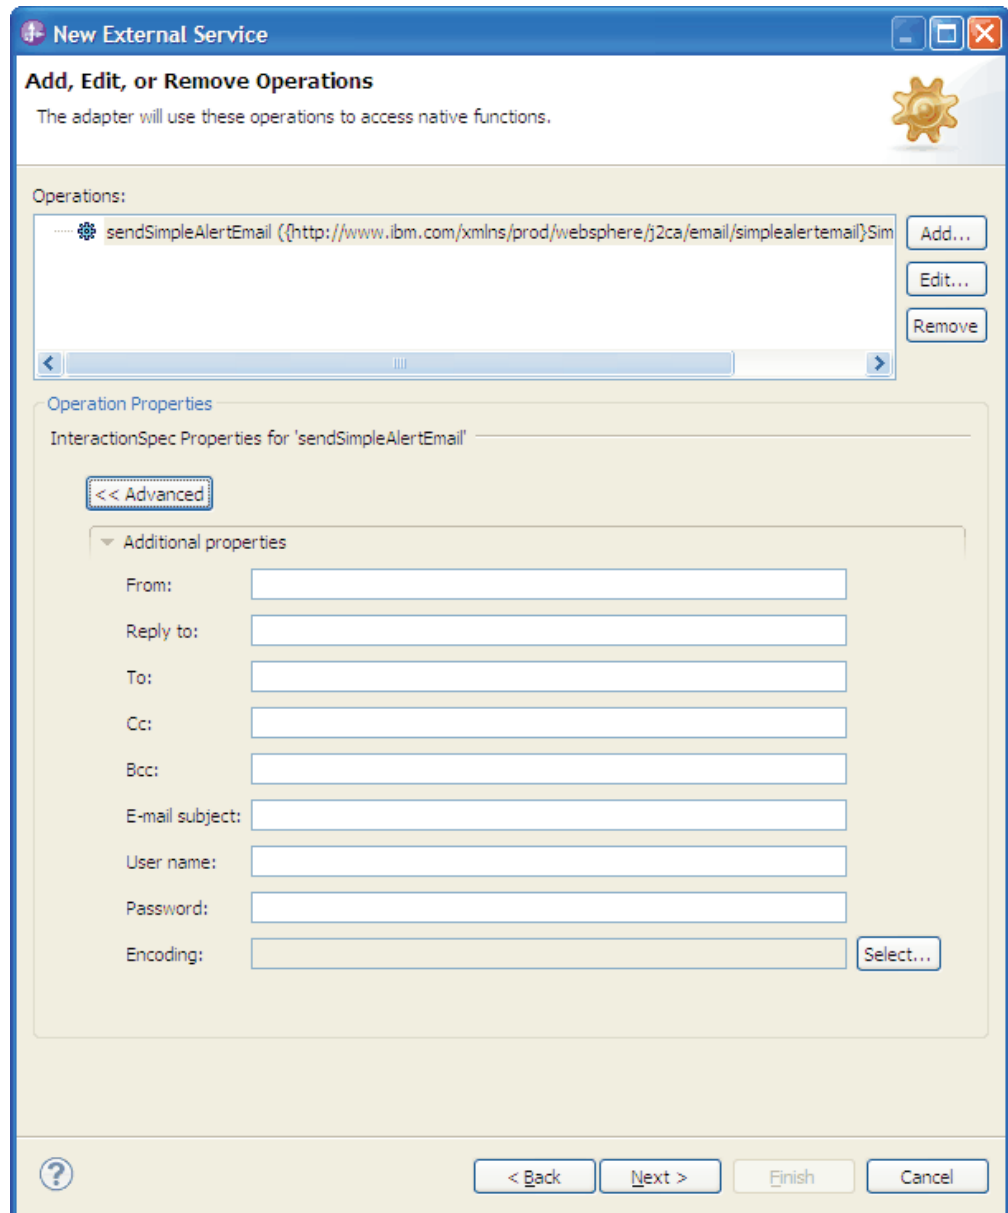 New External Service
Add, Edit, or Remove Operations
The adapter will use these operations to access native functions.
Operations:
sendSimpleAlertEmail ({http://www.ibm.com/xmlns/prod/websphere/j2ca/email/simplealertemail}Sim
Add...
Edit...
Remove
Operation Properties
InteractionSpec Properties for 'sendSimpleAlertEmail'
<< Advanced
Additional properties
From:
Reply to:
To:
Cc:
Bcc:
E-mail subject:
User name:
Password:
Encoding:
Select...
?
< Back
Next >
Finish
Cancel